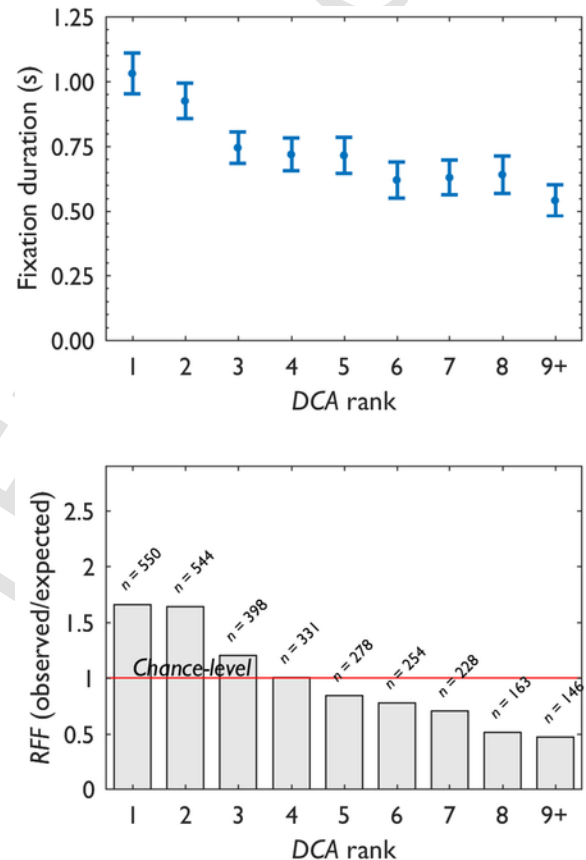 1.25
1.00
0.75
0.50
0.25
0.00
Fixation duration (s)
1 2 3 4 5 6 7 8 9+
DCA rank
2.5
2
1.5
1
0.5
0
RFF (observed/expected)
n = 550
n = 544
n = 398
n = 331
n = 278
n = 254
n = 228
n = 163
n = 146
Chance-level
1 2 3 4 5 6 7 8 9+
DCA rank